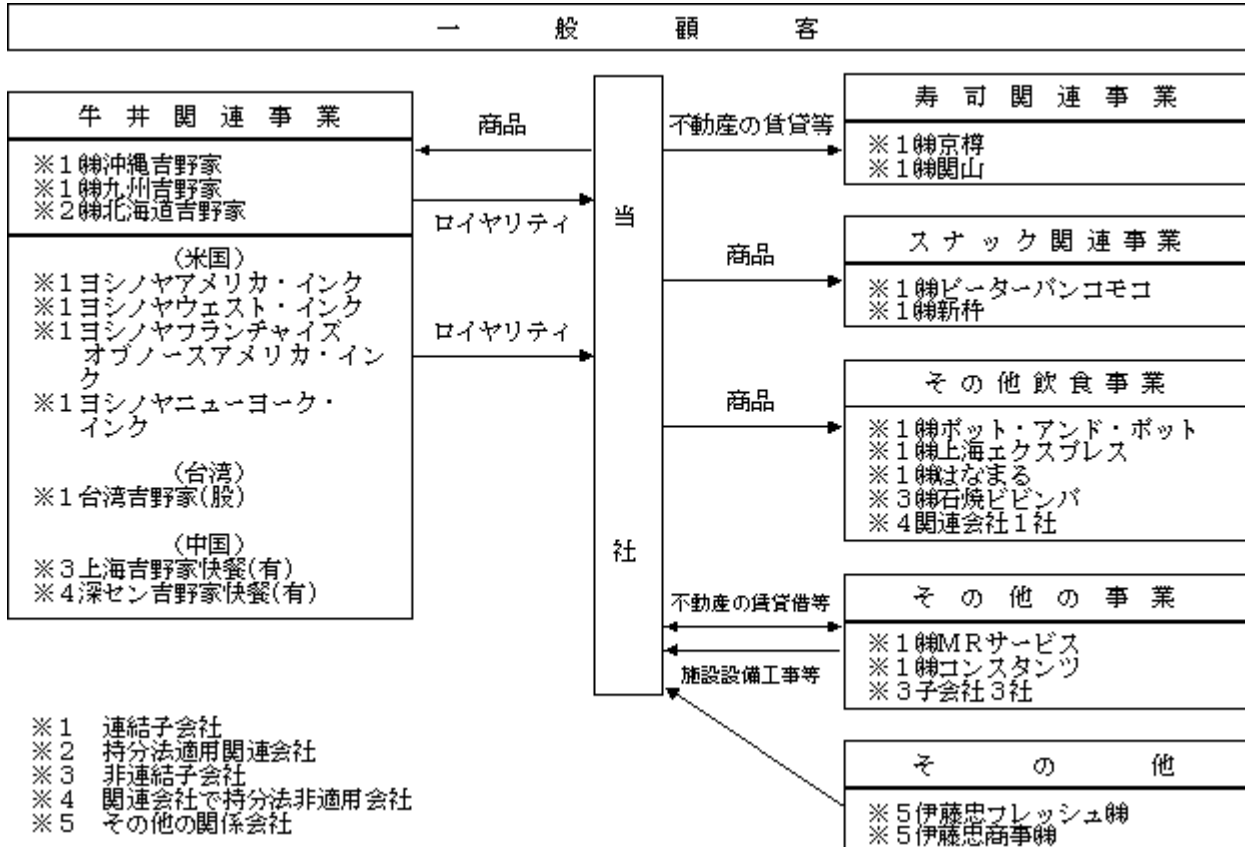 一般顧客
牛丼関連事業
※1㈱沖縄吉野家
※1㈱九州吉野家
※2㈱北海道吉野家
(米国)
※1ヨシノヤアメリカ・インク
※1ヨシノヤウェスト・インク
※1ヨシノヤフランチャイズ
オブノースアメリカ・イン
ク
※1ヨシノヤニューヨーク・
インク
(台湾)
※1台湾吉野家(股)
(中国)
※3上海吉野家快餐(有)
※4深セン吉野家快餐(有)
商品
ロイヤリティ
ロイヤリティ
当社
不動産の賃貸等
商品
商品
不動産の賃貸借等
施設設備工事等
寿司関連事業
※1㈱京樽
※1㈱関山
スナック関連事業
※1㈱ピーターパンコモコ
※1㈱新杵
その他飲食事業
※1㈱ポット・アンド・ポット
※1㈱上海エクスプレス
※1㈱はなまる
※3㈱石焼ビビンパ
※4関連会社1社
その他の事業
※1㈱MRサービス
※1㈱コンスタンツ
※3子会社3社
その他
※5伊藤忠フレッシュ㈱
※5伊藤忠商事㈱
※1 連結子会社
※2 持分法適用関連会社
※3 非連結子会社
※4 関連会社で持分法非適用会社
※5 その他の関係会社